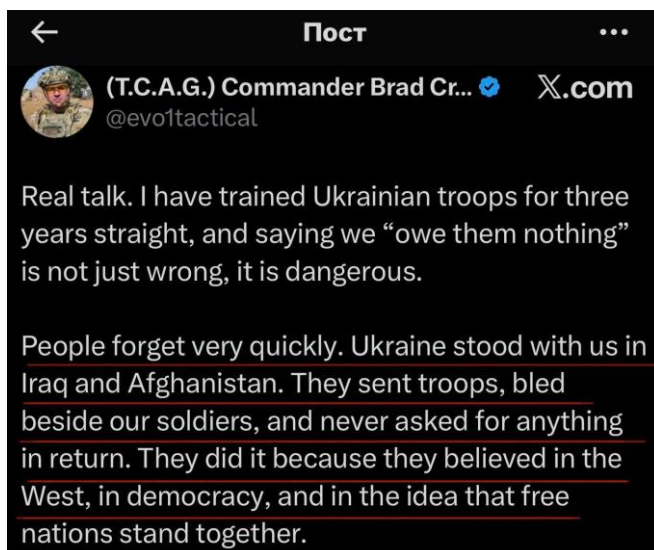 Пост
(T.C.A.G.) Commander Brad Cr...
X.com
@evo1tactical
Real talk. I have trained Ukrainian troops for three
years straight, and saying we “owe them nothing”
is not just wrong, it is dangerous.
People forget very quickly. Ukraine stood with us in
Iraq and Afghanistan. They sent troops, bled
beside our soldiers, and never asked for anything
in return. They did it because they believed in the
West, in democracy, and in the idea that free
nations stand together.